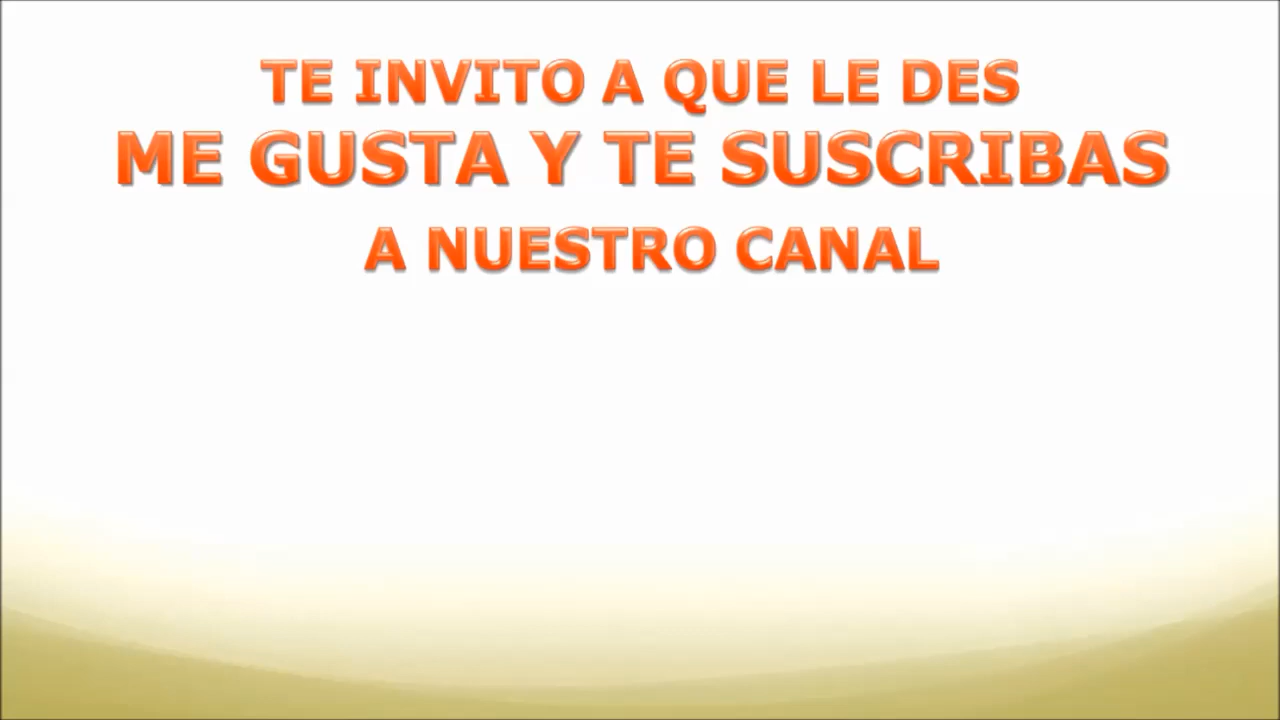 TE INVITO A QUE LE DES
ME GUSTA Y TE SUSCRIBAS
A NUESTRO CANAL